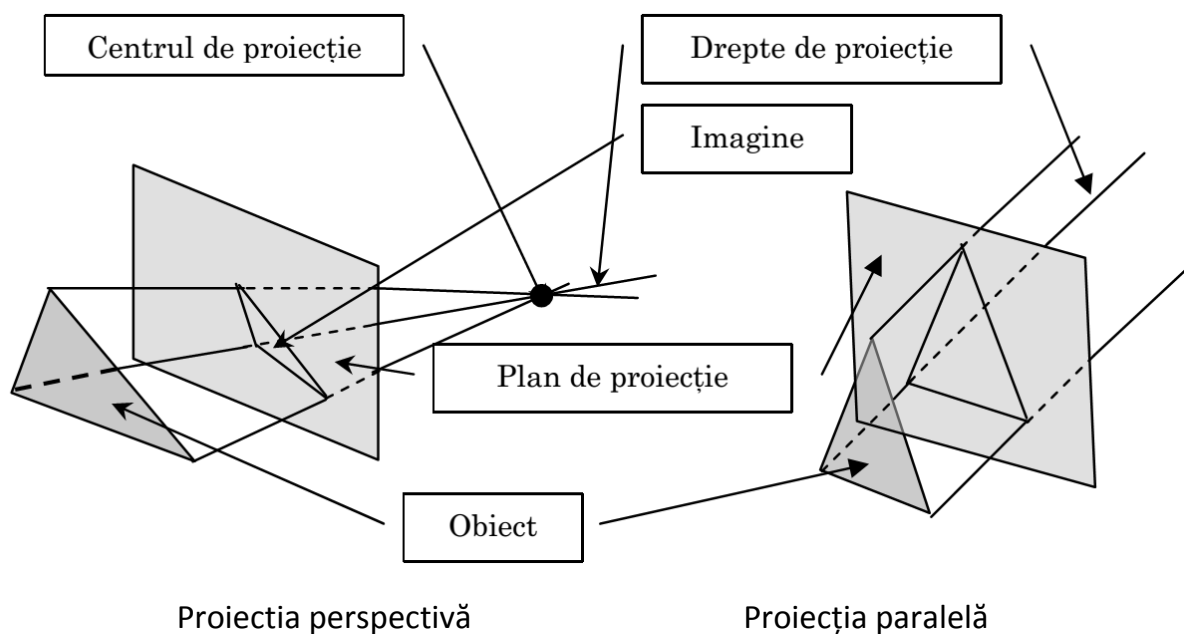 Centrul de proiecție
Drepte de proiecție
Imagine
Plan de proiecție
Obiect
Proiectia perspectivă
Proiecția paralelă